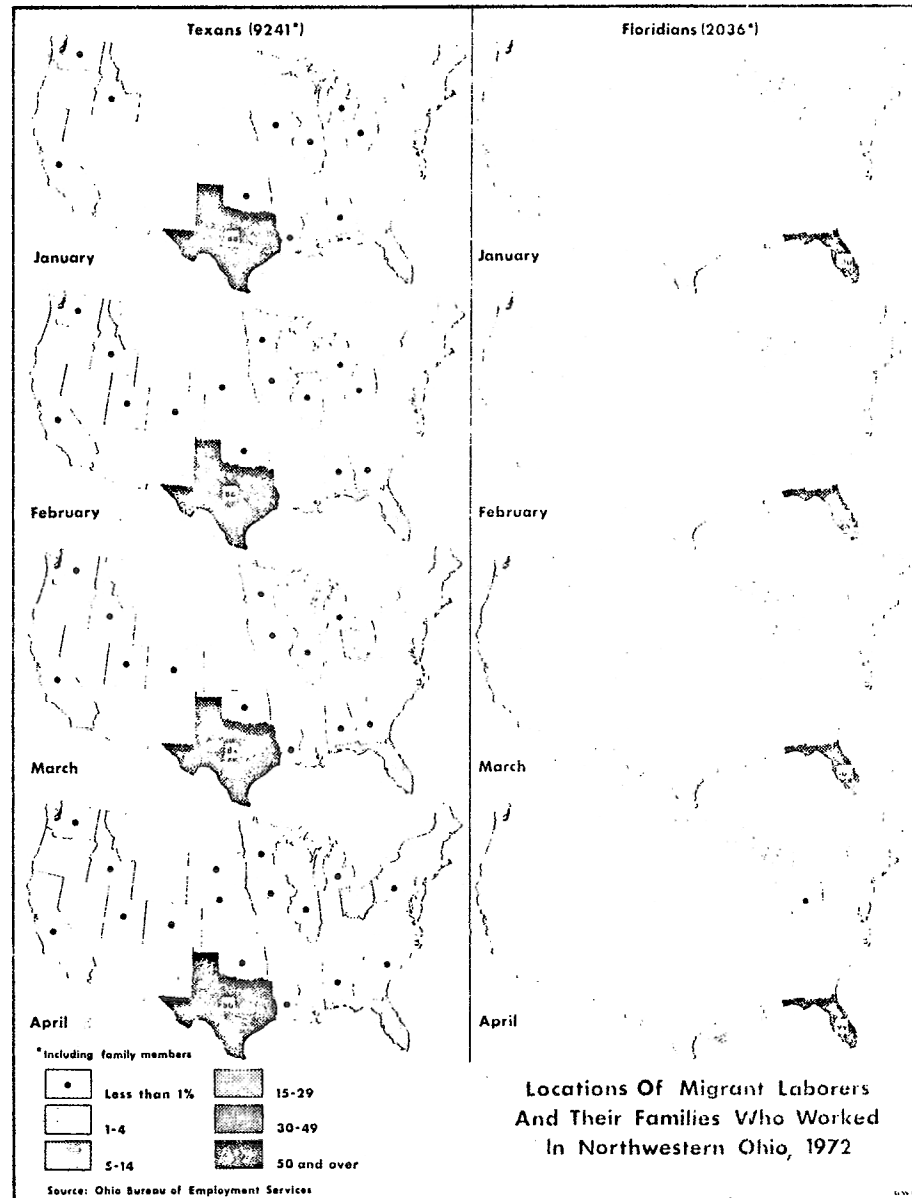 Texans (9241*)
Floridians (2036*)
January
January
February
February
March
March
April
April
*Including family members
Less than 1%
1-4
5-14
15-29
30-49
50 and over
Locations Of Migrant Laborers
And Their Families Who Worked
In Northwestern Ohio, 1972
Source: Ohio Bureau of Employment Services